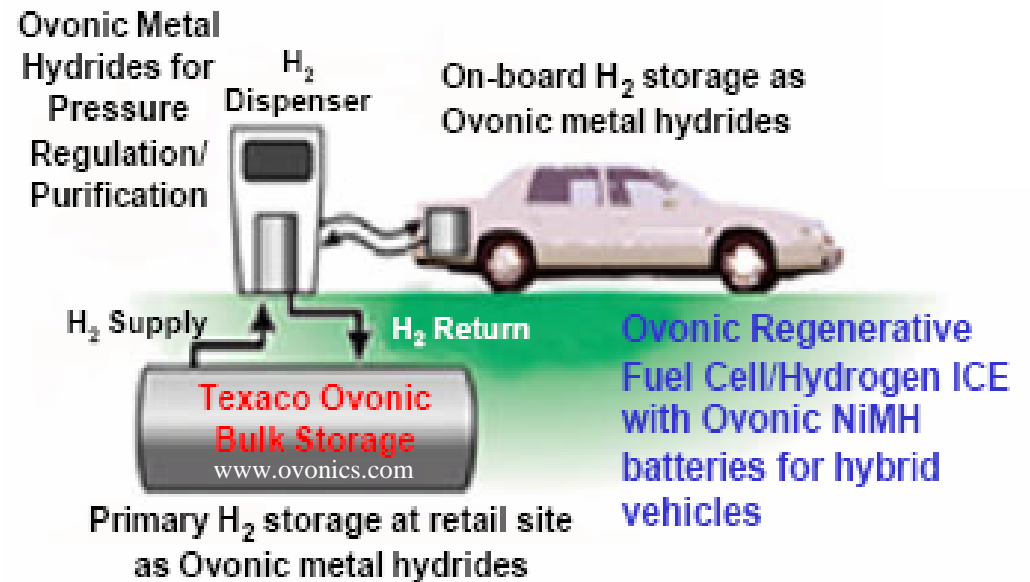 Ovonic Metal
Hydrides for
Pressure
Regulation/
Purification
H₂
Dispenser
On-board H₂ storage as
Ovonic metal hydrides
H₂ Supply
H₂ Return
Texaco Ovonic
Bulk Storage
www.ovonics.com
Primary H₂ storage at retail site
as Ovonic metal hydrides
Ovonic Regenerative
Fuel Cell/Hydrogen ICE
with Ovonic NiMH
batteries for hybrid
vehicles